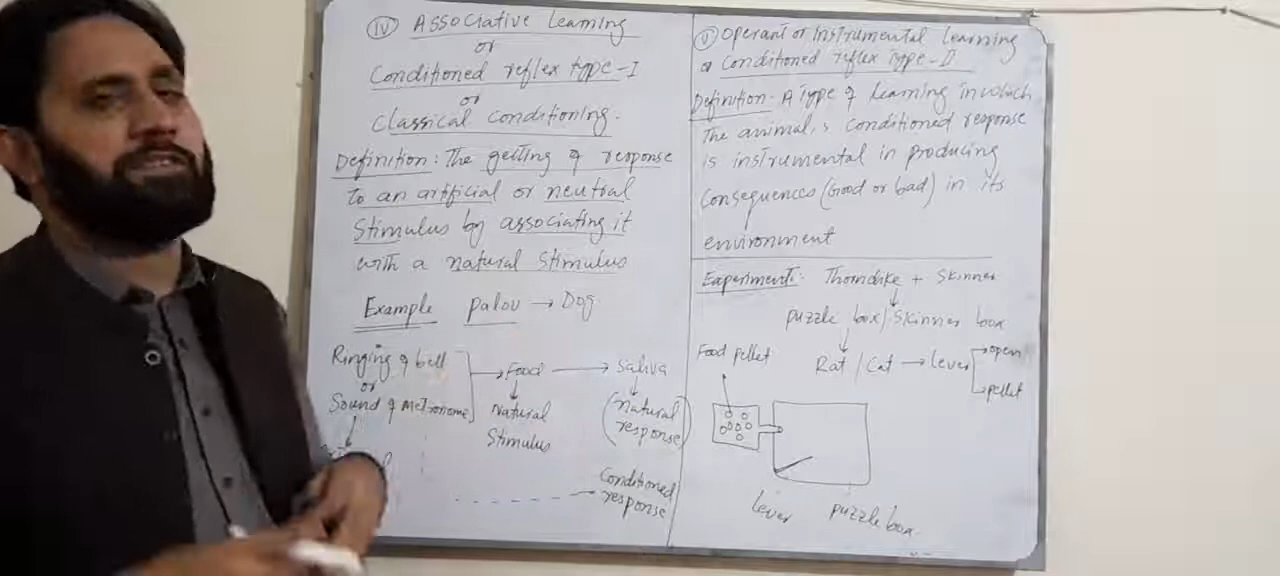 IV Associative Learning
or
Conditioned reflex type-I
or
Classical conditioning.
Definition: The getting of response
to an artificial or neutral
Stimulus by associating it
with a natural stimulus
Example Palou → Dog
Ringing of bell
or
Sound of Metronome
→ Food → Saliva
Natural
Stimulus
(Natural
response)
Conditioned
response
V Operant or Instrumental Learning
or Conditioned reflex Type-II
Definition- A Type of Learning in which
The animal,s conditioned response
is instrumental in producing
Consequences (Good or bad) in its
environment
Experiment: Thorndike + Skinner
puzzle box/Skinner box
Rat / Cat → Lever
→ open
→ pellet
Food pellet
Lever
puzzle box